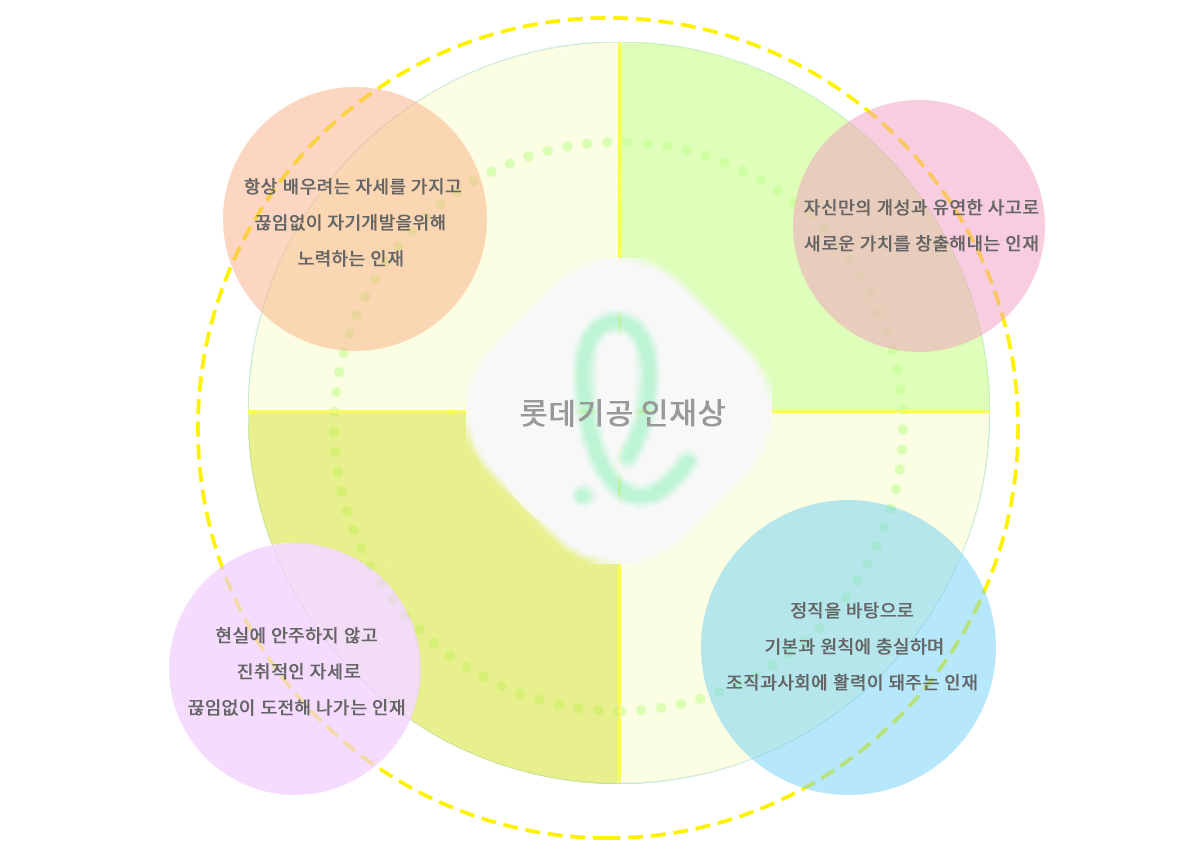 항상 배우려는 자세를 가지고
끊임없이 자기개발을위해
노력하는 인재
자신만의 개성과 유연한 사고로
새로운 가치를 창출해내는 인재
롯데기공 인재상
현실에 안주하지 않고
진취적인 자세로
끊임없이 도전해 나가는 인재
정직을 바탕으로
기본과 원칙에 충실하며
조직과사회에 활력이 돼주는 인재